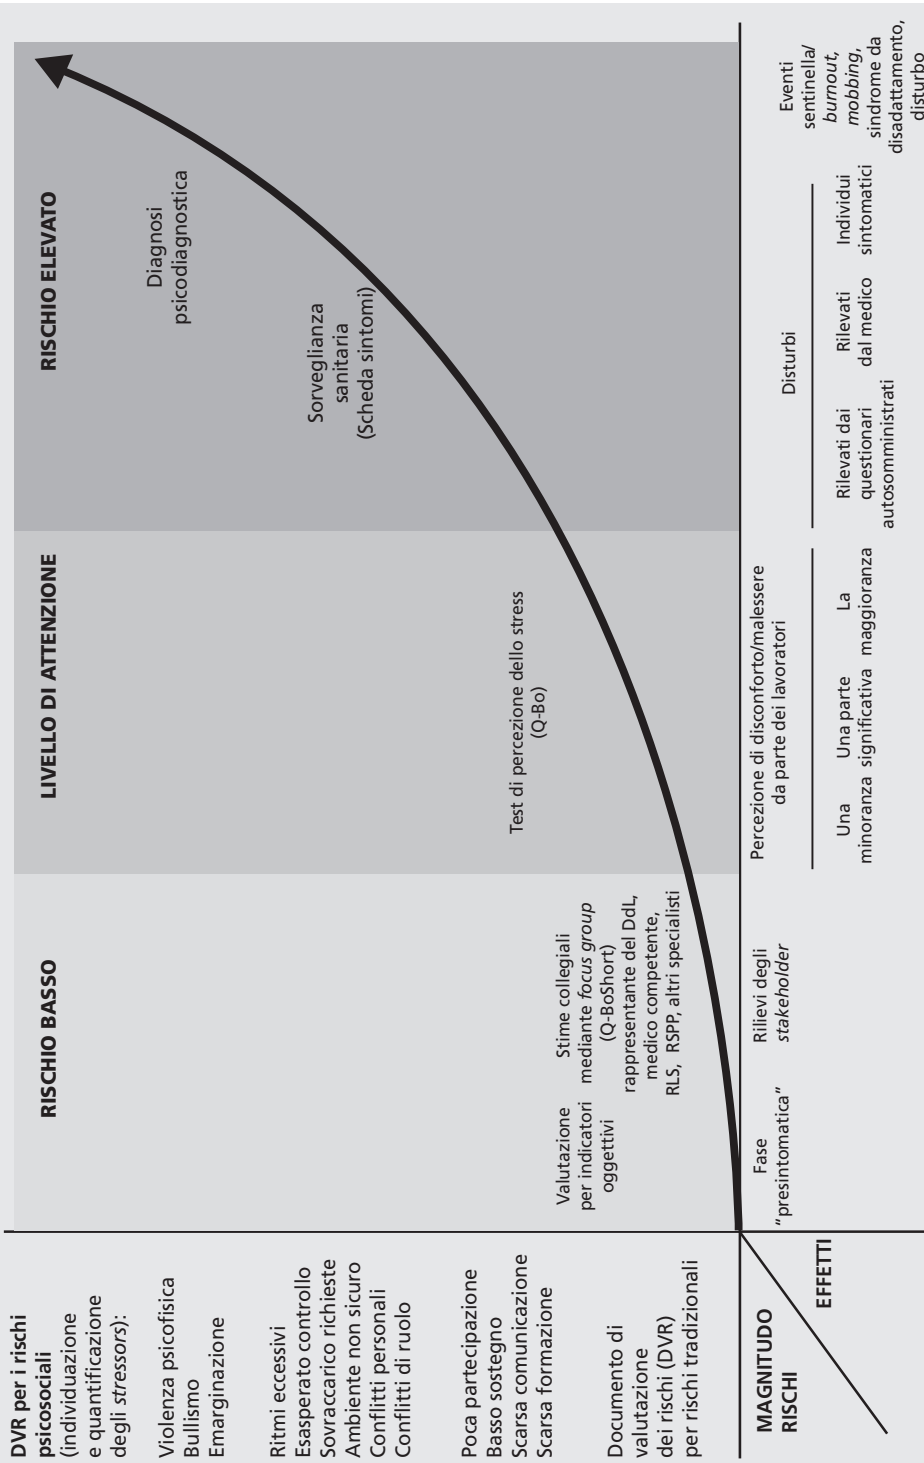 DVR per i rischi
psicosociali
(individuazione
e quantificazione
degli stressors):
Violenza psicofisica
Bullismo
Emarginazione
Ritmi eccessivi
Esasperato controllo
Sovraccarico richieste
Ambiente non sicuro
Conflitti personali
Conflitti di ruolo
Poca partecipazione
Basso sostegno
Scarsa comunicazione
Scarsa formazione
Documento di
valutazione
dei rischi (DVR)
per rischi tradizionali
MAGNITUDO
RISCHI
EFFETTI
RISCHIO BASSO
Valutazione
per indicatori
oggettivi
Stime collegiali
mediante focus group
(Q-BoShort)
rappresentante del DdL,
medico competente,
RLS, RSPP, altri specialisti
LIVELLO DI ATTENZIONE
Test di percezione dello stress
(Q-Bo)
RISCHIO ELEVATO
Sorveglianza
sanitaria
(Scheda sintomi)
Diagnosi
psicodiagnostica
Fase
“presintomatica”
Rilievi degli
stakeholder
Percezione di disconforto/malessere
da parte dei lavoratori
Una
minoranza
Una parte
significativa
La
maggioranza
Disturbi
Rilevati dai
questionari
autosomministrati
Rilevati
dal medico
Individui
sintomatici
Eventi
sentinella/
burnout,
mobbing,
sindrome da
disadattamento,
disturbo